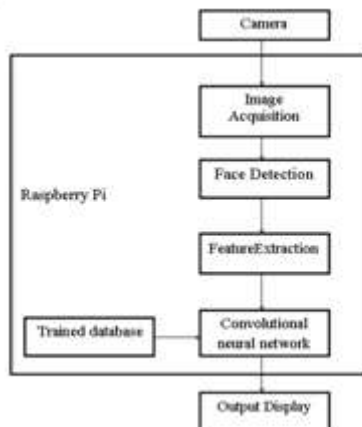 Camera
Image
Acquisition
Face Detection
Raspberry Pi
FeatureExtraction
Trained database
Convolutional
neural network
Output Display